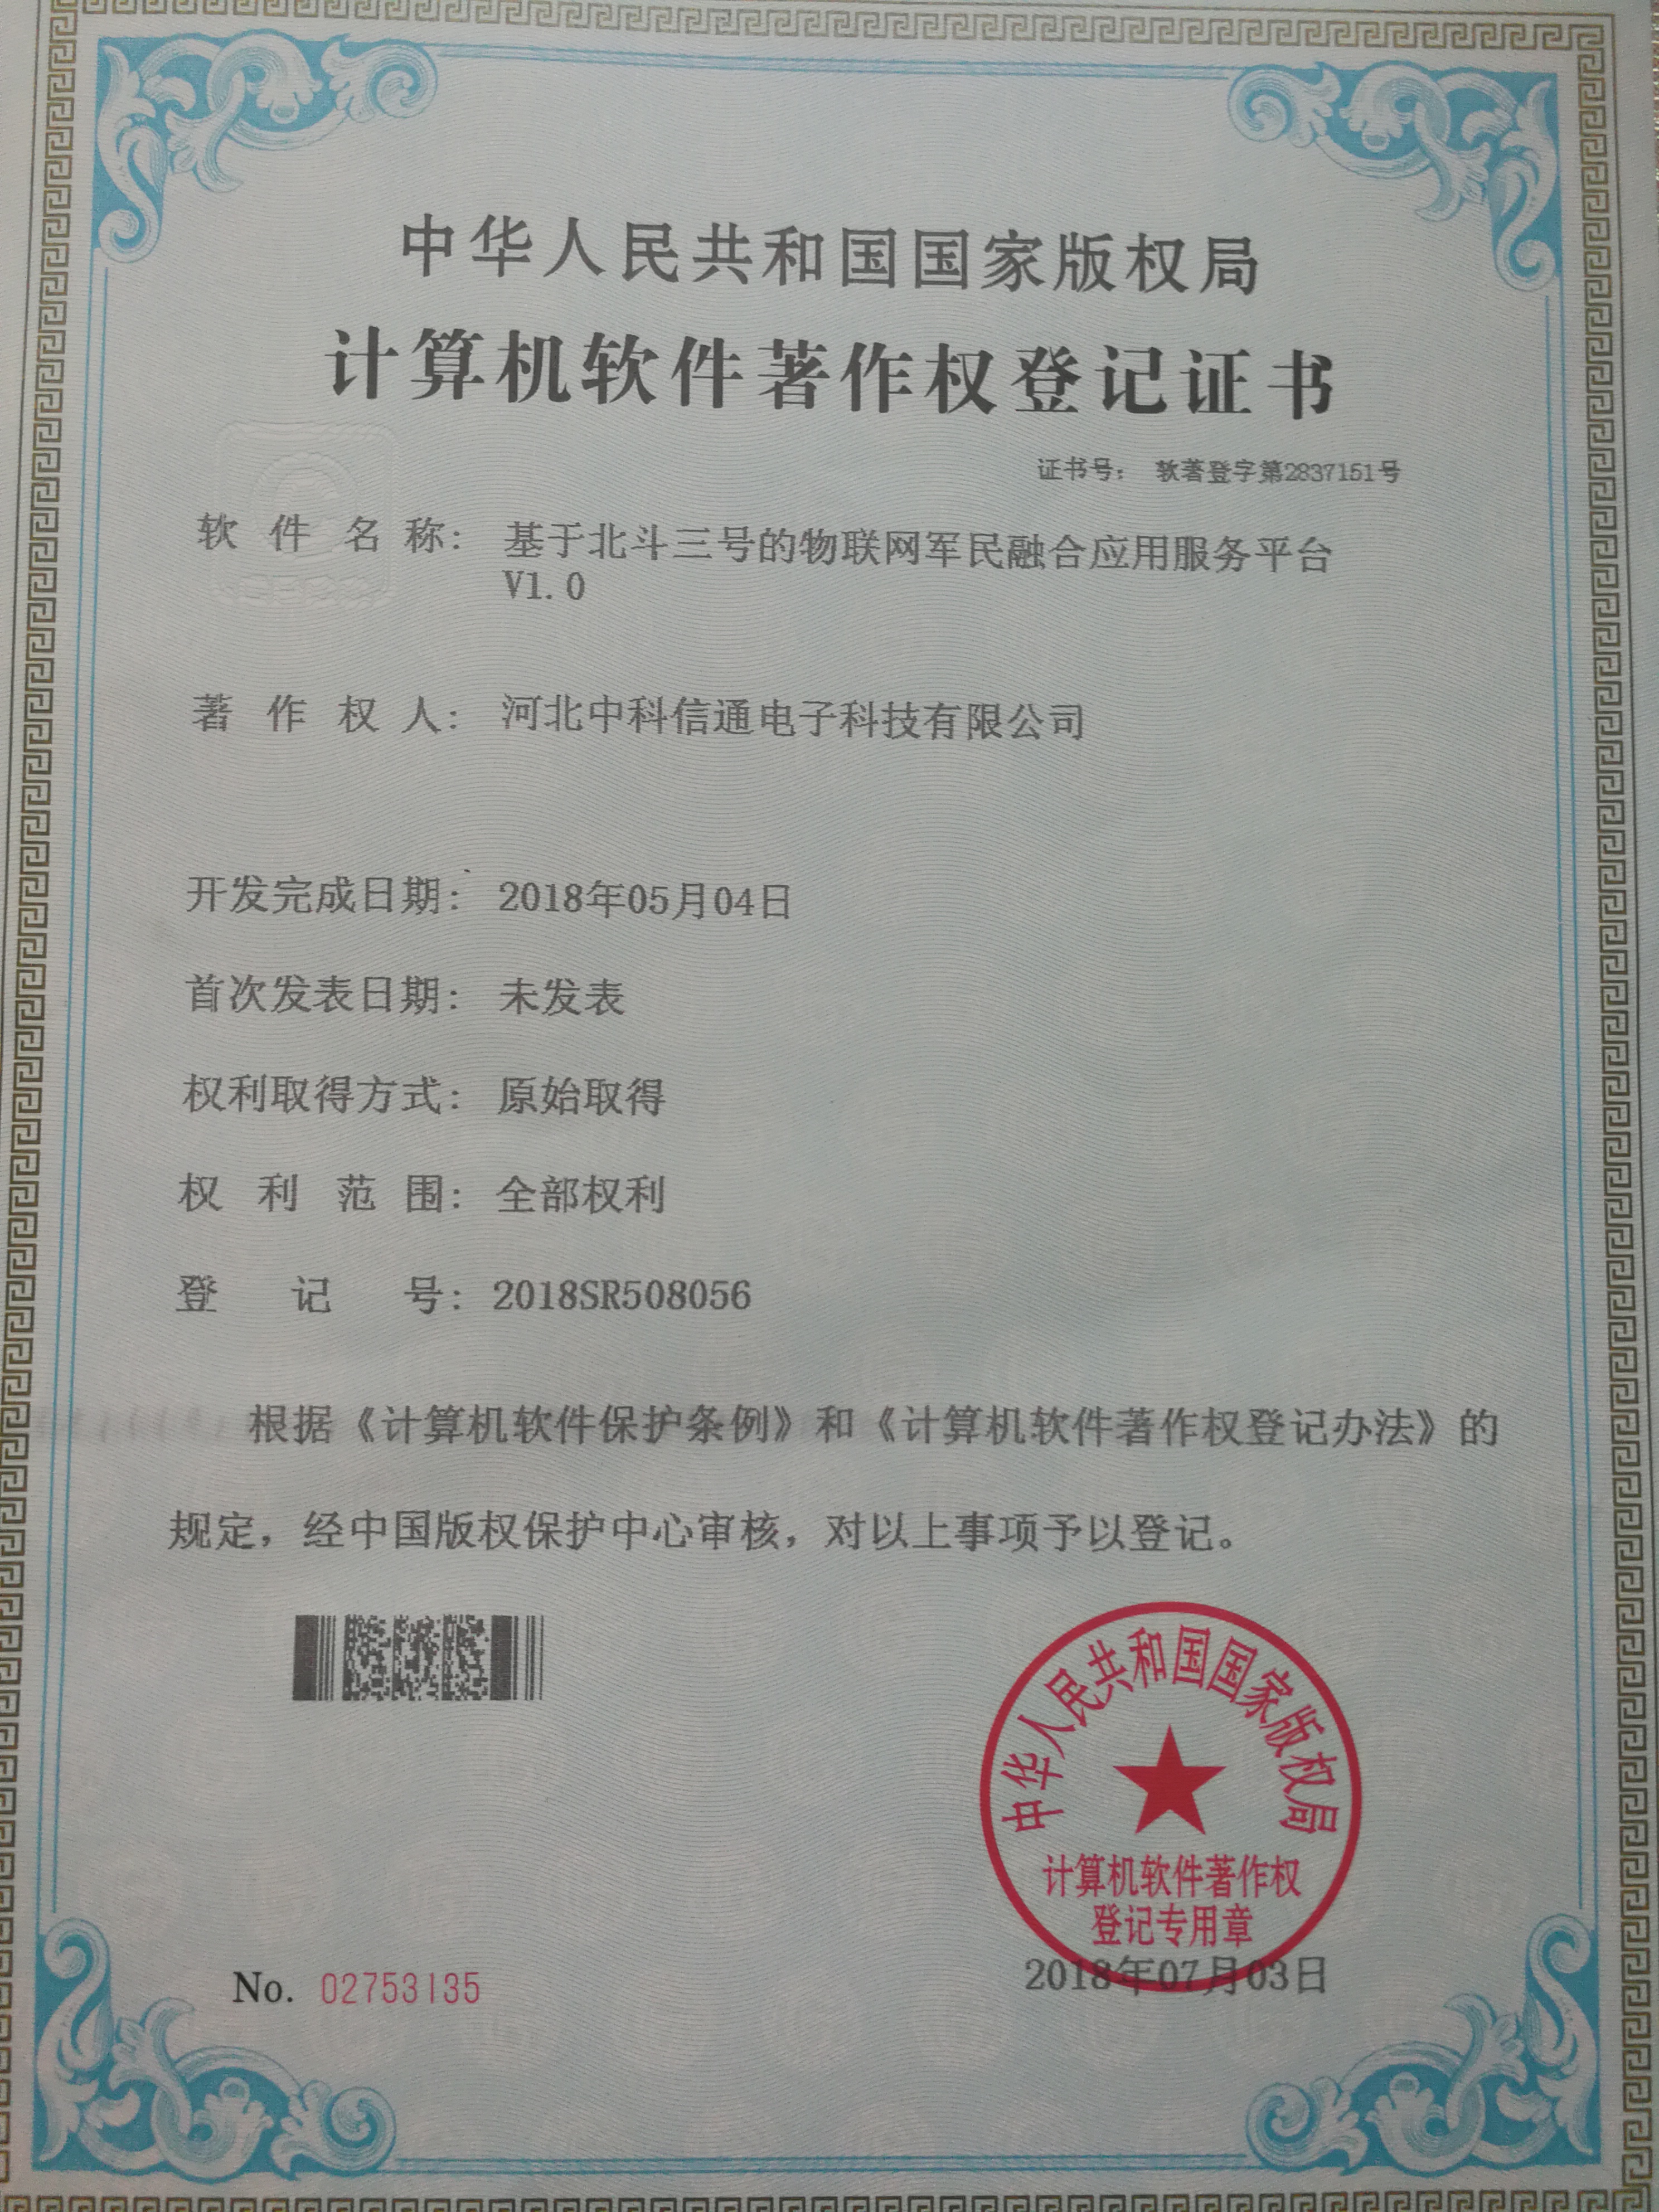 中华人民共和国国家版权局
计算机软件著作权登记证书
证书号： 软著登字第2837151号
软件名称： 基于北斗三号的物联网军民融合应用服务平台
V1.0
著作权人： 河北中科信通电子科技有限公司
开发完成日期： 2018年05月04日
首次发表日期： 未发表
权利取得方式： 原始取得
权利范围： 全部权利
登记号： 2018SR508056
根据《计算机软件保护条例》和《计算机软件著作权登记办法》的
规定，经中国版权保护中心审核，对以上事项予以登记。
中华人民共和国国家版权局
计算机软件著作权
登记专用章
No. 02753135
2018年07月03日